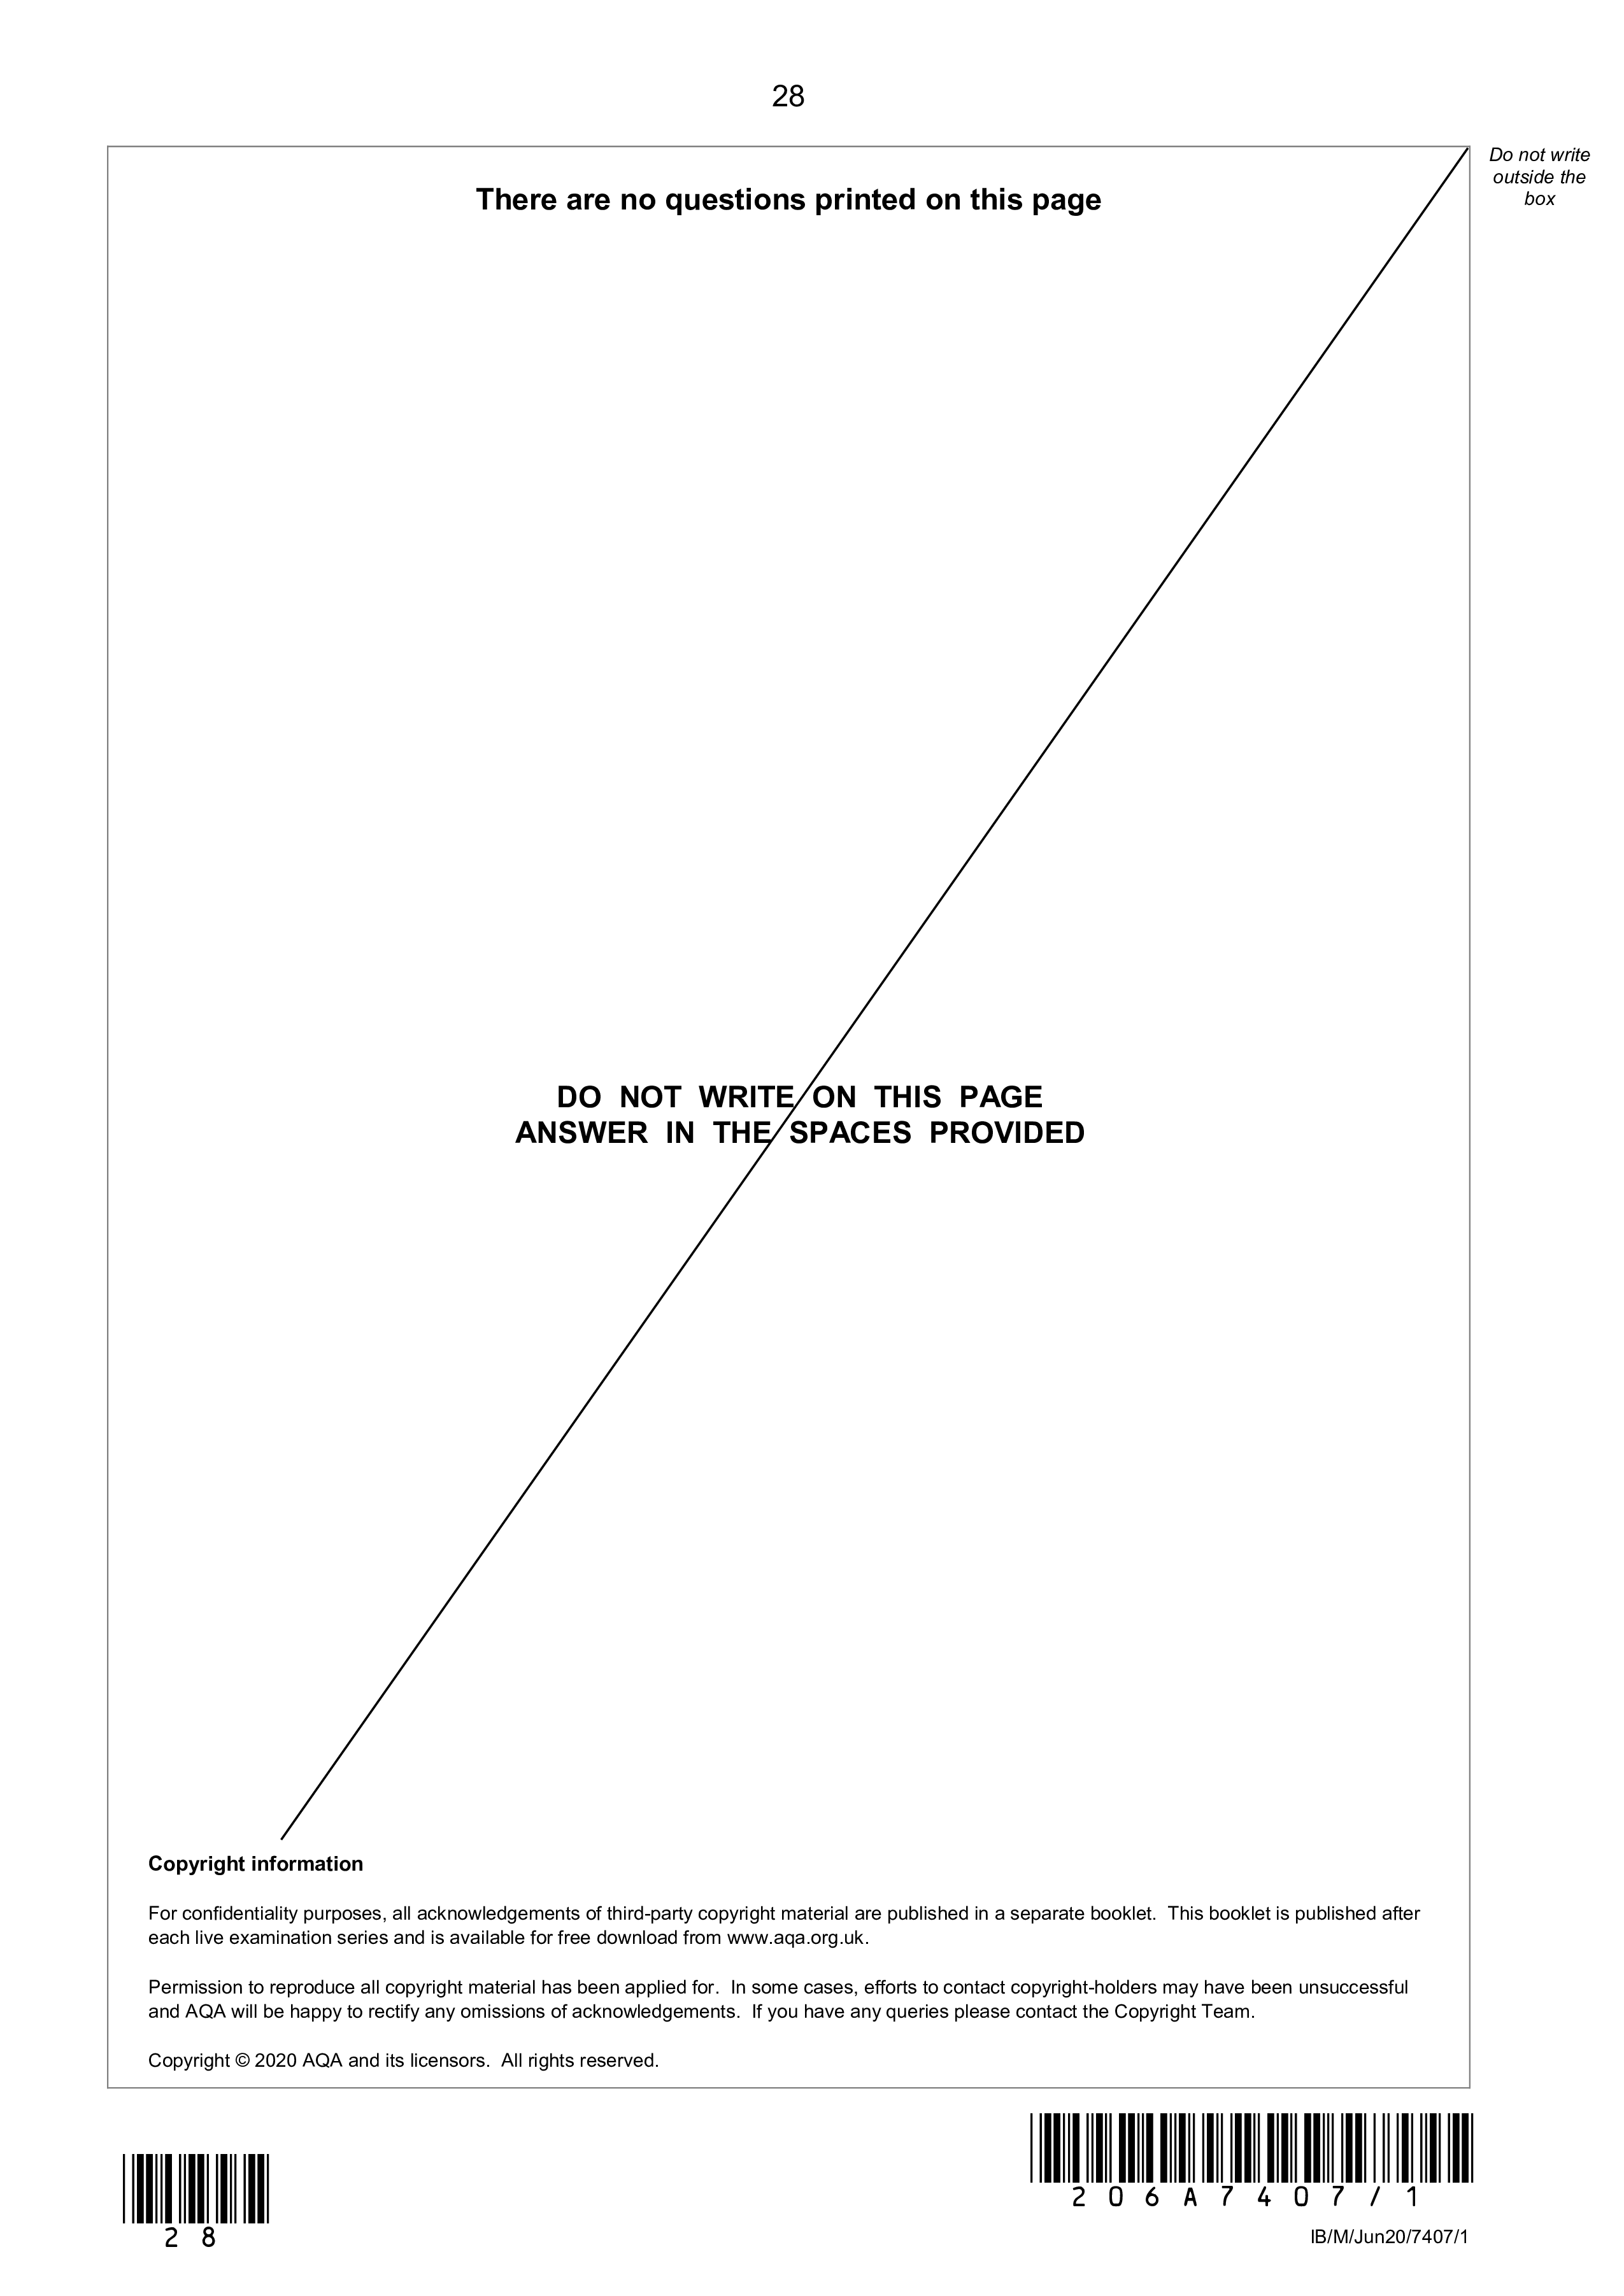 28
Do not write
outside the
box
There are no questions printed on this page
DO NOT WRITE ON THIS PAGE
ANSWER IN THE SPACES PROVIDED
Copyright information
For confidentiality purposes, all acknowledgements of third-party copyright material are published in a separate booklet. This booklet is published after
each live examination series and is available for free download from www.aqa.org.uk.
Permission to reproduce all copyright material has been applied for. In some cases, efforts to contact copyright-holders may have been unsuccessful
and AQA will be happy to rectify any omissions of acknowledgements. If you have any queries please contact the Copyright Team.
Copyright © 2020 AQA and its licensors. All rights reserved.
2 8
2 0 6 A 7 4 0 7 / 1
IB/M/Jun20/7407/1